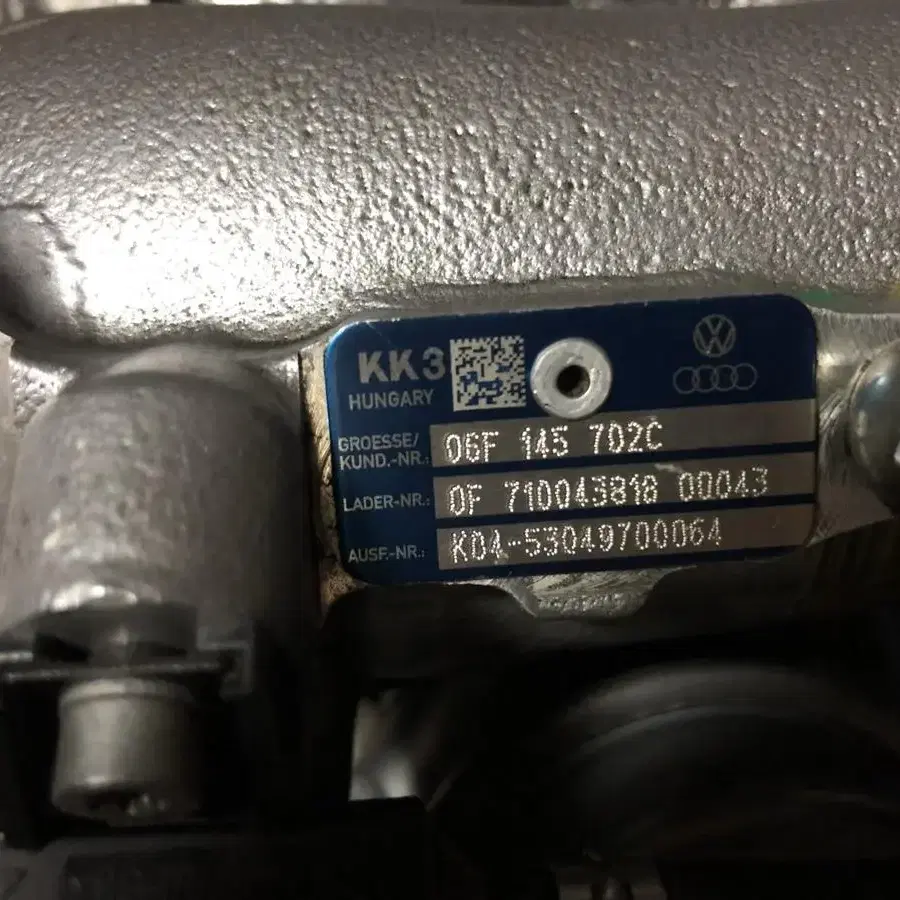 KK3
HUNGARY
GROESSE/
KUND.-NR.: 06F 145 702C
LADER-NR.: 0F 710043818 00043
AUSF.-NR.: K04-53049700064